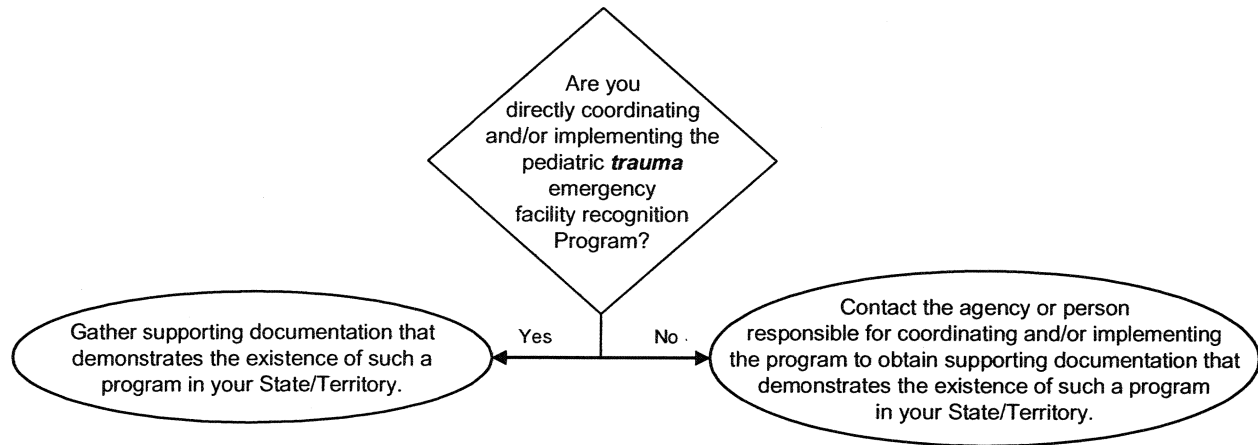 Are you
directly coordinating
and/or implementing the
pediatric trauma
emergency
facility recognition
Program?
Yes
No
Gather supporting documentation that
demonstrates the existence of such a
program in your State/Territory.
Contact the agency or person
responsible for coordinating and/or implementing
the program to obtain supporting documentation that
demonstrates the existence of such a program
in your State/Territory.